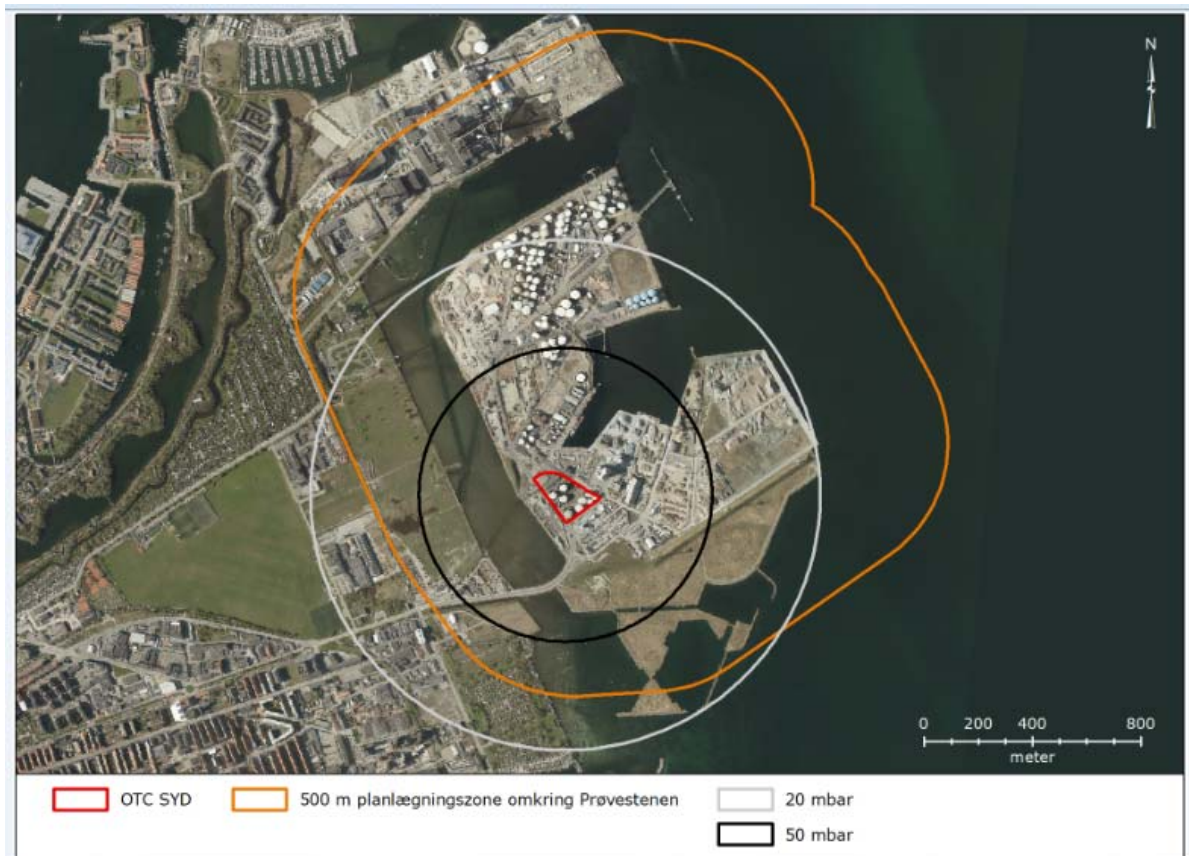 N
0 200 400 800
meter
OTC SYD
500 m planlægningszone omkring Prøvestenen
20 mbar
50 mbar